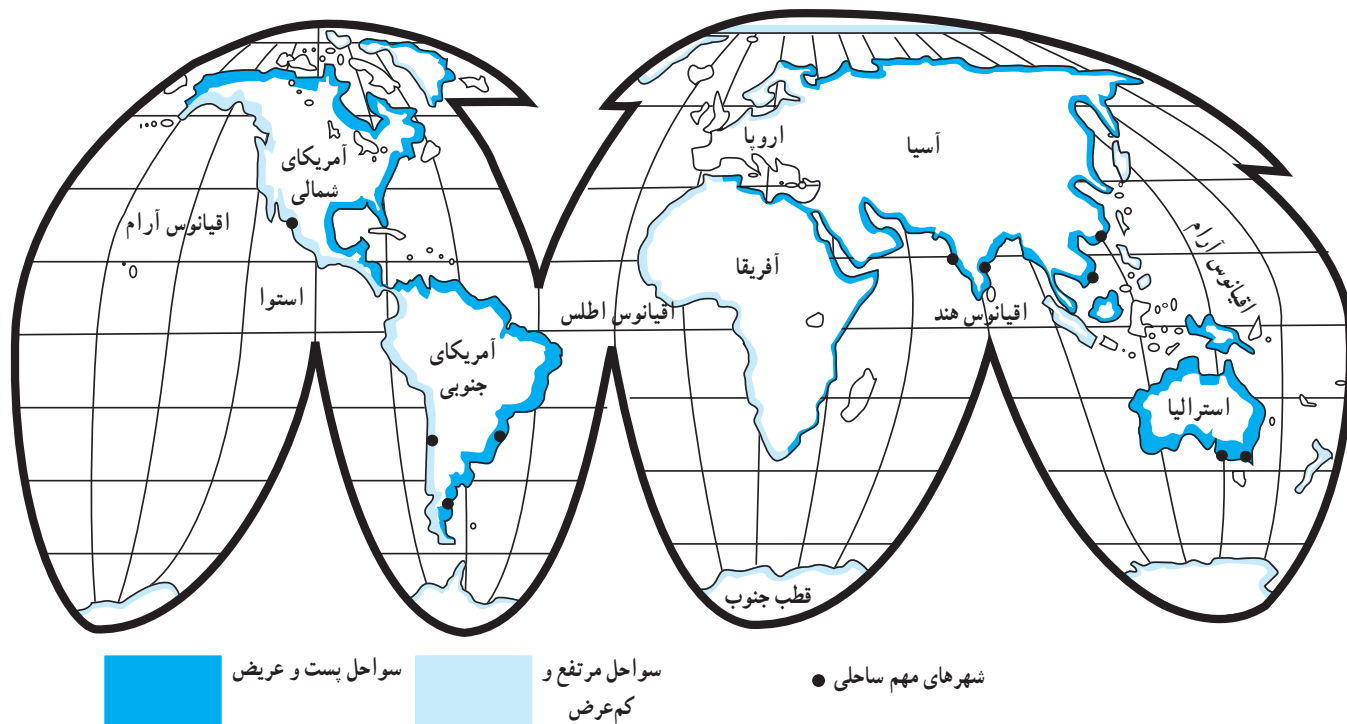 آمریکای
شمالی
اروپا
آسیا
اقیانوس آرام
اقیانوس آرام
استوا
آفریقا
اقیانوس اطلس
اقیانوس هند
آمریکای
جنوبی
استرالیا
قطب جنوب
شهرهای مهم ساحلی
سواحل مرتفع و
کم‌عرض
سواحل پست و عریض